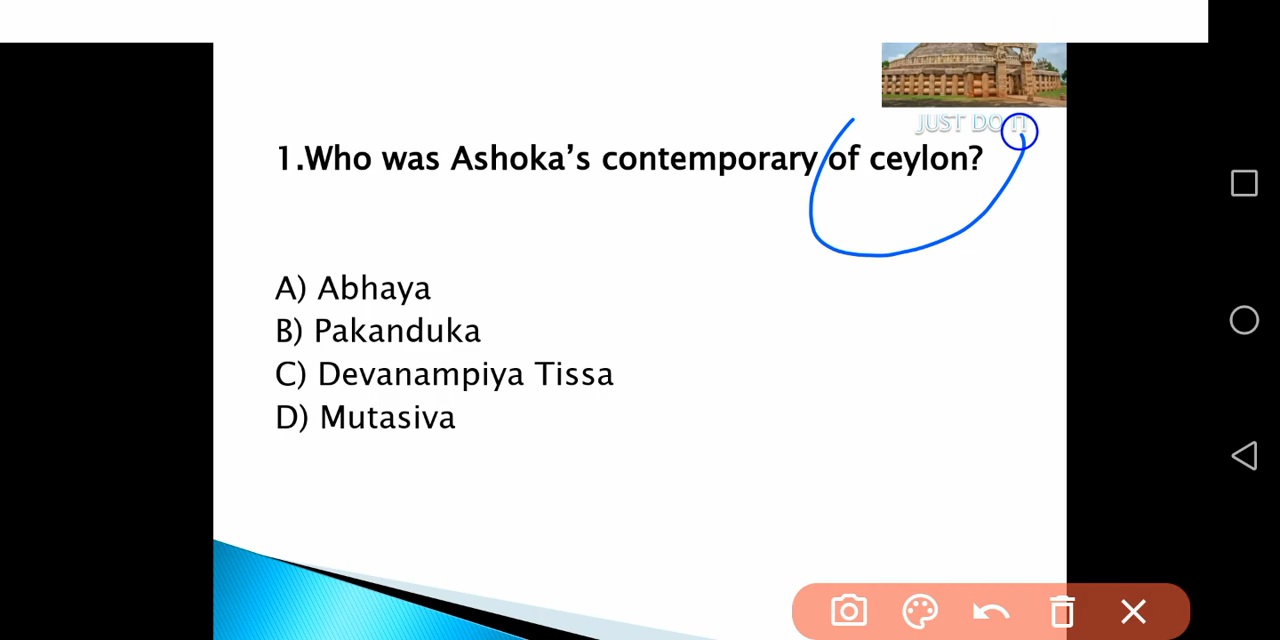 JUST DO IT
1.Who was Ashoka's contemporary of ceylon?
A) Abhaya
B) Pakanduka
C) Devanampiya Tissa
D) Mutasiva